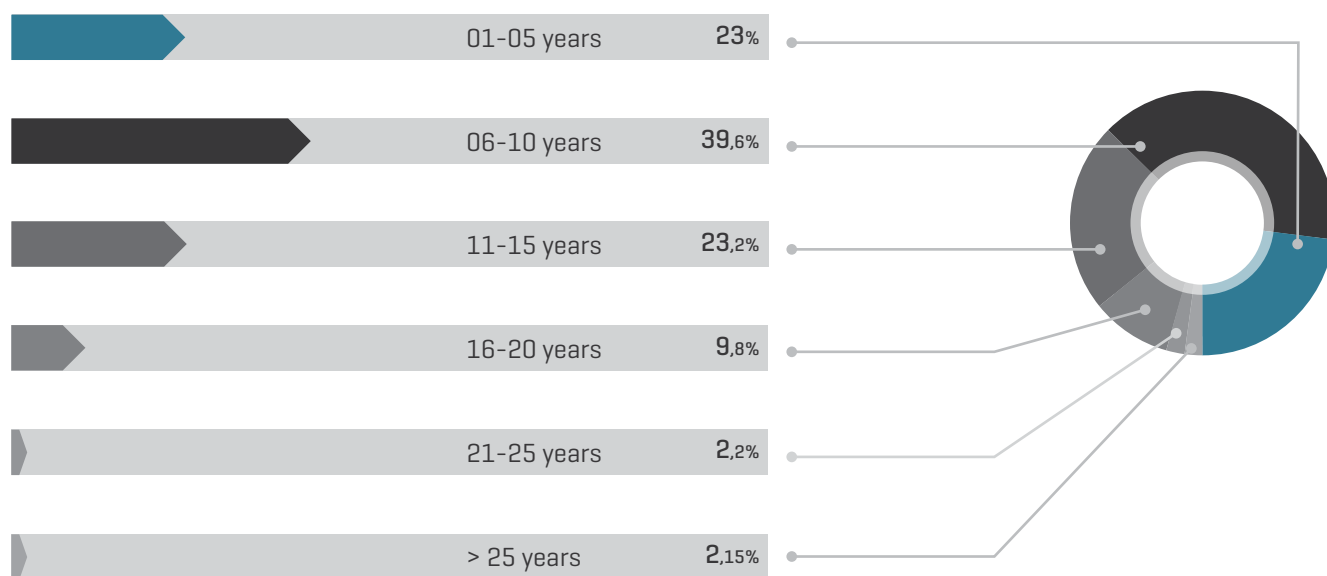 01-05 years 23%
06-10 years 39,6%
11-15 years 23,2%
16-20 years 9,8%
21-25 years 2,2%
> 25 years 2,15%